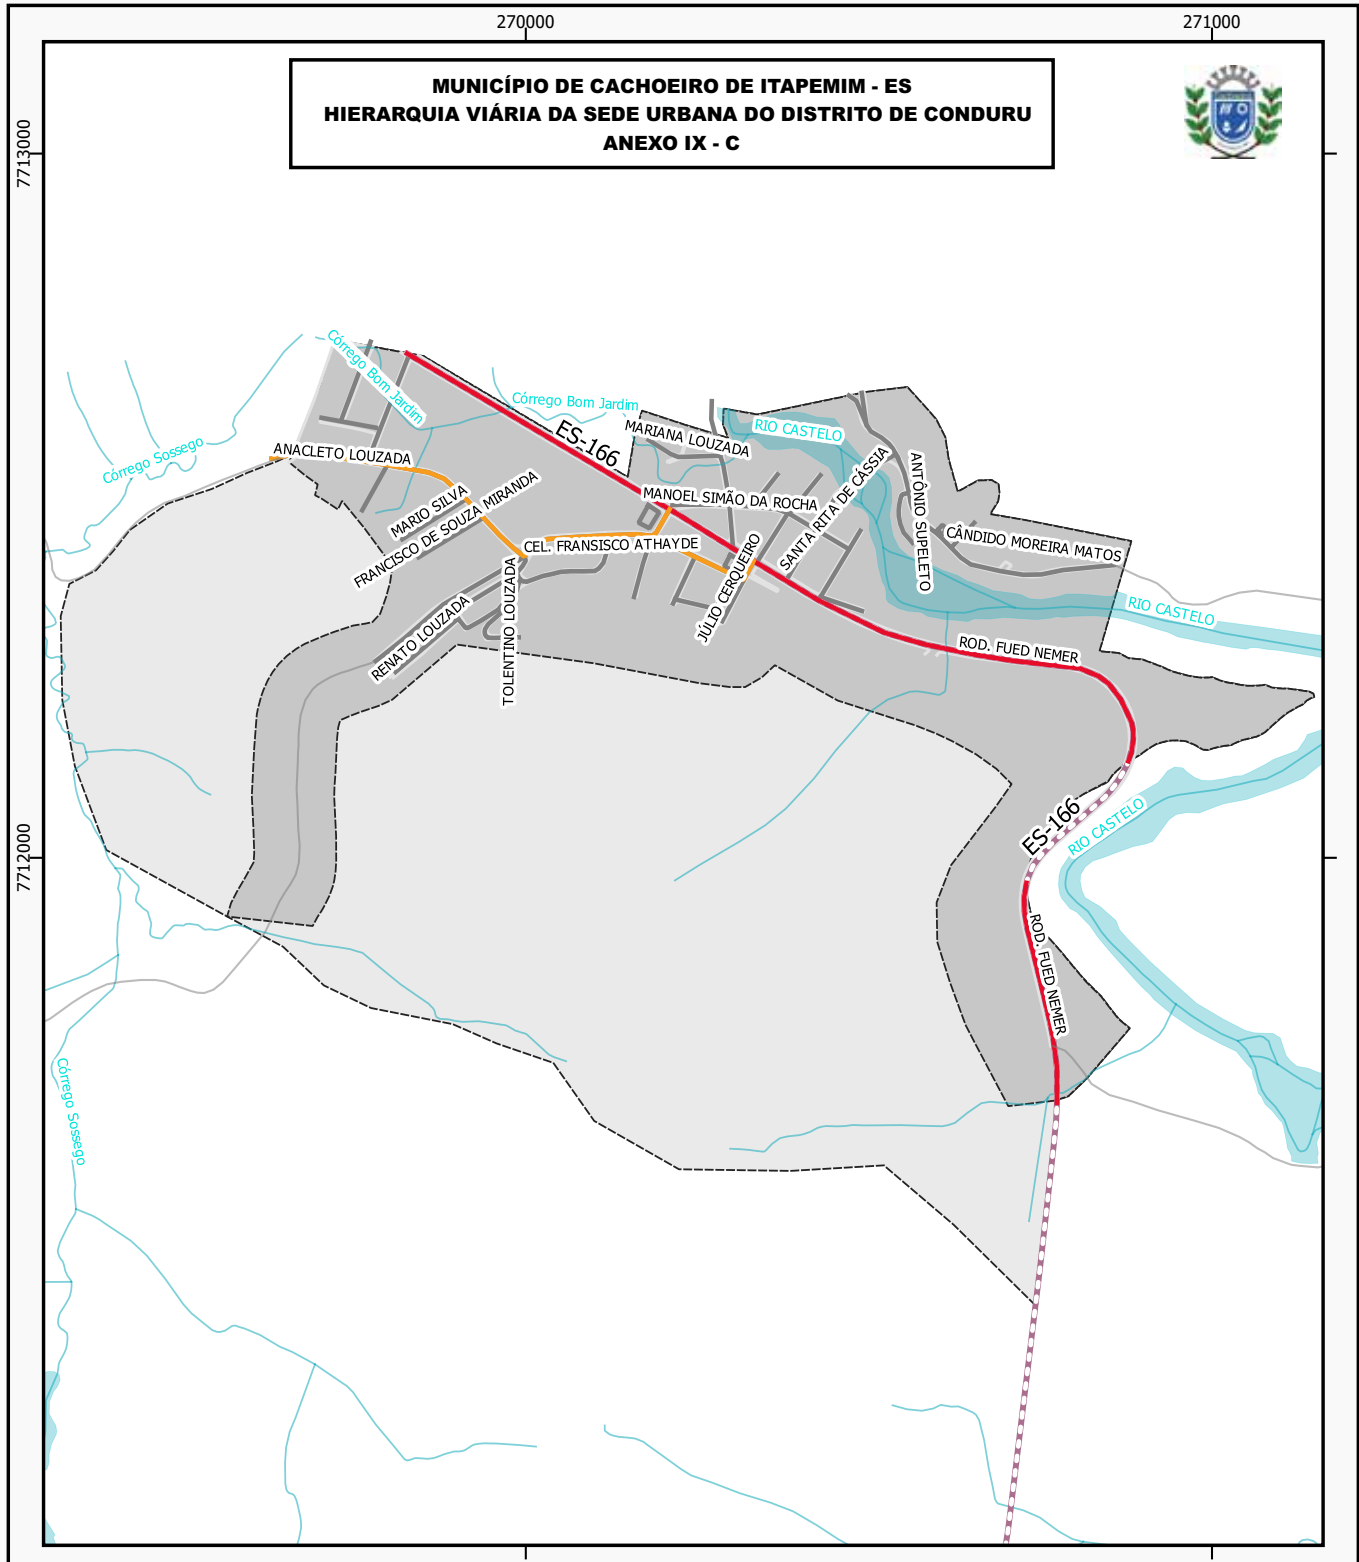 270000
271000
MUNICÍPIO DE CACHOEIRO DE ITAPEMIM - ES
HIERARQUIA VIÁRIA DA SEDE URBANA DO DISTRITO DE CONDURU
ANEXO IX - C
7713000
Córrego Bom Jardim
Córrego Bom Jardim
ES-166
MARIANA LOUZADA
RIO CASTELO
Córrego Sossego
ANACLETO LOUZADA
MARIO SILVA
FRANCISCO DE SOUZA MIRANDA
MANOEL SIMÃO DA ROCHA
SANTA RITA DE CÁSSIA
ANTÔNIO SUPELETO
CÂNDIDO MOREIRA MATOS
CEL. FRANSISCO ATHAYDE
JÚLIO CERQUEIRO
RENATO LOUZADA
TOLENTINO LOUZADA
RIO CASTELO
ROD. FUED NEMER
7712000
ES-166
RIO CASTELO
ROD. FUED NEMER
Córrego Sossego